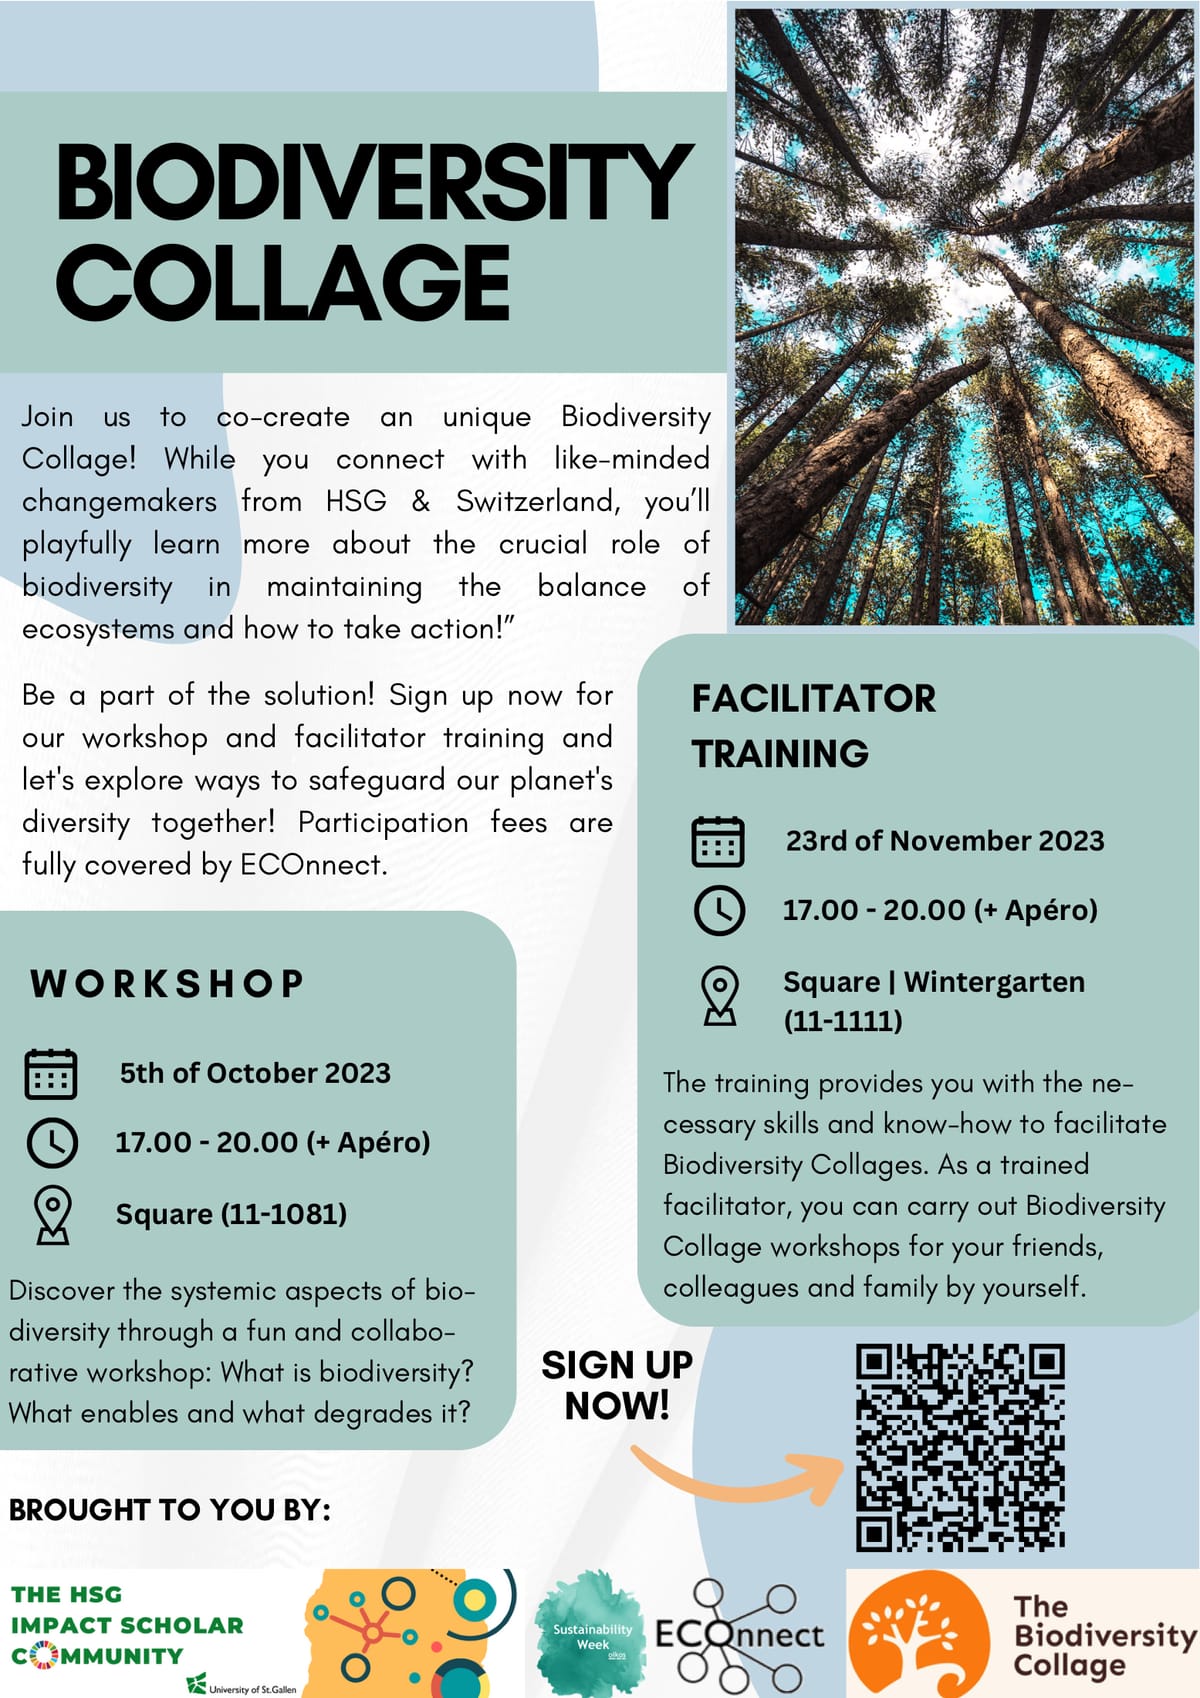 BIODIVERSITY
COLLAGE
Join us to co-create an unique Biodiversity
Collage! While you connect with like-minded
changemakers from HSG & Switzerland, you’ll
playfully learn more about the crucial role of
biodiversity in maintaining the balance of
ecosystems and how to take action!”
Be a part of the solution! Sign up now for
our workshop and facilitator training and
let's explore ways to safeguard our planet's
diversity together! Participation fees are
fully covered by ECOnnect.
WORKSHOP
5th of October 2023
17.00 - 20.00 (+ Apéro)
Square (11-1081)
Discover the systemic aspects of bio-
diversity through a fun and collabo-
rative workshop: What is biodiversity?
What enables and what degrades it?
FACILITATOR
TRAINING
23rd of November 2023
17.00 - 20.00 (+ Apéro)
Square | Wintergarten
(11-1111)
The training provides you with the ne-
cessary skills and know-how to facilitate
Biodiversity Collages. As a trained
facilitator, you can carry out Biodiversity
Collage workshops for your friends,
colleagues and family by yourself.
SIGN UP
NOW!
BROUGHT TO YOU BY:
THE HSG
IMPACT SCHOLAR
COMMUNITY
University of St.Gallen
Sustainability
Week
oikos
ECOnnect
The
Biodiversity
Collage